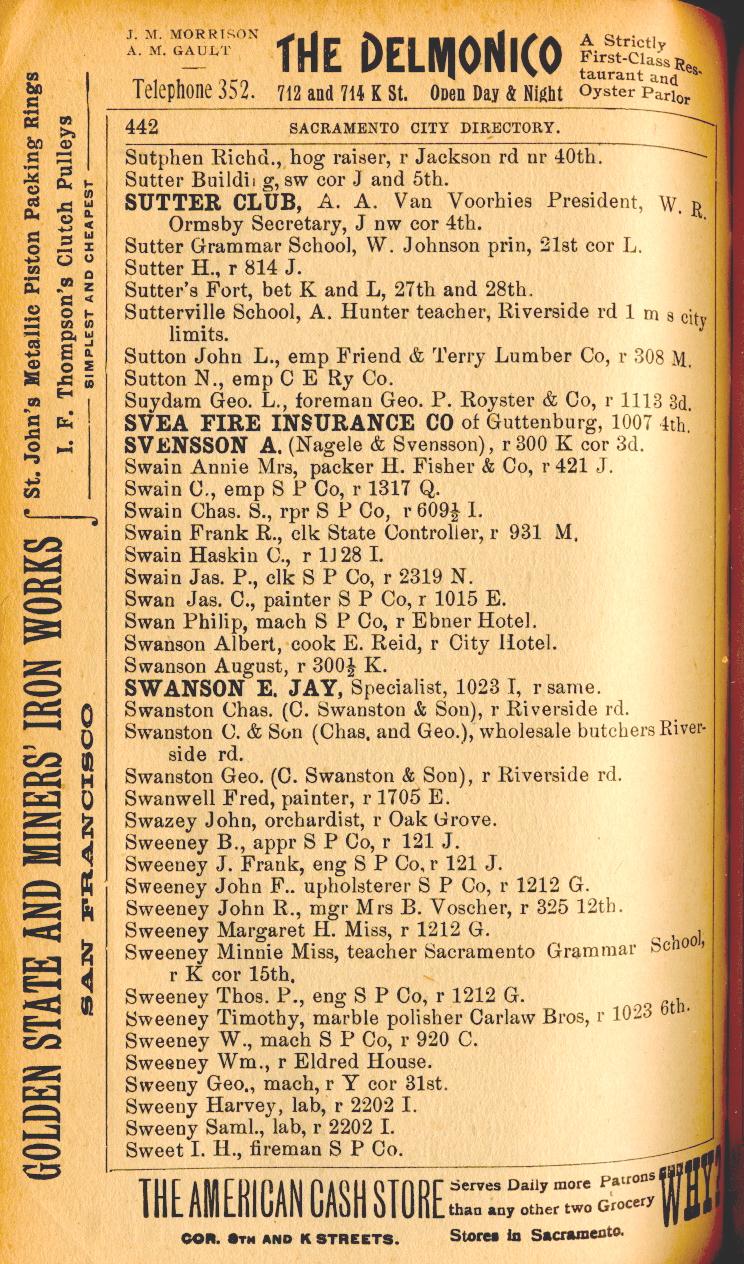 J. M. MORRISON
A. M. GAULT
Telephone 352.
THE DELMONICO
712 and 714 K St. Open Day & Night
A Strictly
First-Class Res-
taurant and
Oyster Parlor
St. John's Metallic Piston Packing Rings
I. F. Thompson's Clutch Pulleys
SIMPLEST AND CHEAPEST
GOLDEN STATE AND MINERS' IRON WORKS
SAN FRANCISCO
442 SACRAMENTO CITY DIRECTORY.
Sutphen Richd., hog raiser, r Jackson rd nr 40th.
Sutter Buildi g, sw cor J and 5th.
SUTTER CLUB, A. A. Van Voorhies President, W. R.
Ormsby Secretary, J nw cor 4th.
Sutter Grammar School, W. Johnson prin, 21st cor L.
Sutter H., r 814 J.
Sutter's Fort, bet K and L, 27th and 28th.
Sutterville School, A. Hunter teacher, Riverside rd 1 m s city
limits.
Sutton John L., emp Friend & Terry Lumber Co, r 308 M.
Sutton N., emp C E Ry Co.
Suydam Geo. L., foreman Geo. P. Royster & Co, r 1113 3d.
SVEA FIRE INSURANCE CO of Guttenburg, 1007 4th.
SVENSSON A. (Nagele & Svensson), r 300 K cor 3d.
Swain Annie Mrs, packer H. Fisher & Co, r 421 J.
Swain C., emp S P Co, r 1317 Q.
Swain Chas. S., rpr S P Co, r 609½ I.
Swain Frank R., clk State Controller, r 931 M.
Swain Haskin C., r 1128 I.
Swain Jas. P., clk S P Co, r 2319 N.
Swan Jas. C., painter S P Co, r 1015 E.
Swan Philip, mach S P Co, r Ebner Hotel.
Swanson Albert, cook E. Reid, r City Hotel.
Swanson August, r 300½ K.
SWANSON E. JAY, Specialist, 1023 I, r same.
Swanston Chas. (C. Swanston & Son), r Riverside rd.
Swanston C. & Son (Chas. and Geo.), wholesale butchers River-
side rd.
Swanston Geo. (C. Swanston & Son), r Riverside rd.
Swanwell Fred, painter, r 1705 E.
Swazey John, orchardist, r Oak Grove.
Sweeney B., appr S P Co, r 121 J.
Sweeney J. Frank, eng S P Co, r 121 J.
Sweeney John F.. upholsterer S P Co, r 1212 G.
Sweeney John R., mgr Mrs B. Voscher, r 325 12th.
Sweeney Margaret H. Miss, r 1212 G.
Sweeney Minnie Miss, teacher Sacramento Grammar School,
r K cor 15th.
Sweeney Thos. P., eng S P Co, r 1212 G.
Sweeney Timothy, marble polisher Carlaw Bros, r 1023 6th.
Sweeney W., mach S P Co, r 920 C.
Sweeney Wm., r Eldred House.
Sweeny Geo., mach, r Y cor 31st.
Sweeny Harvey, lab, r 2202 I.
Sweeny Saml., lab, r 2202 I.
Sweet I. H., fireman S P Co.
THE AMERICAN CASH STORE
COR. 8TH AND K STREETS.
Serves Daily more Patrons
than any other two Grocery
Stores in Sacramento.
WHY?